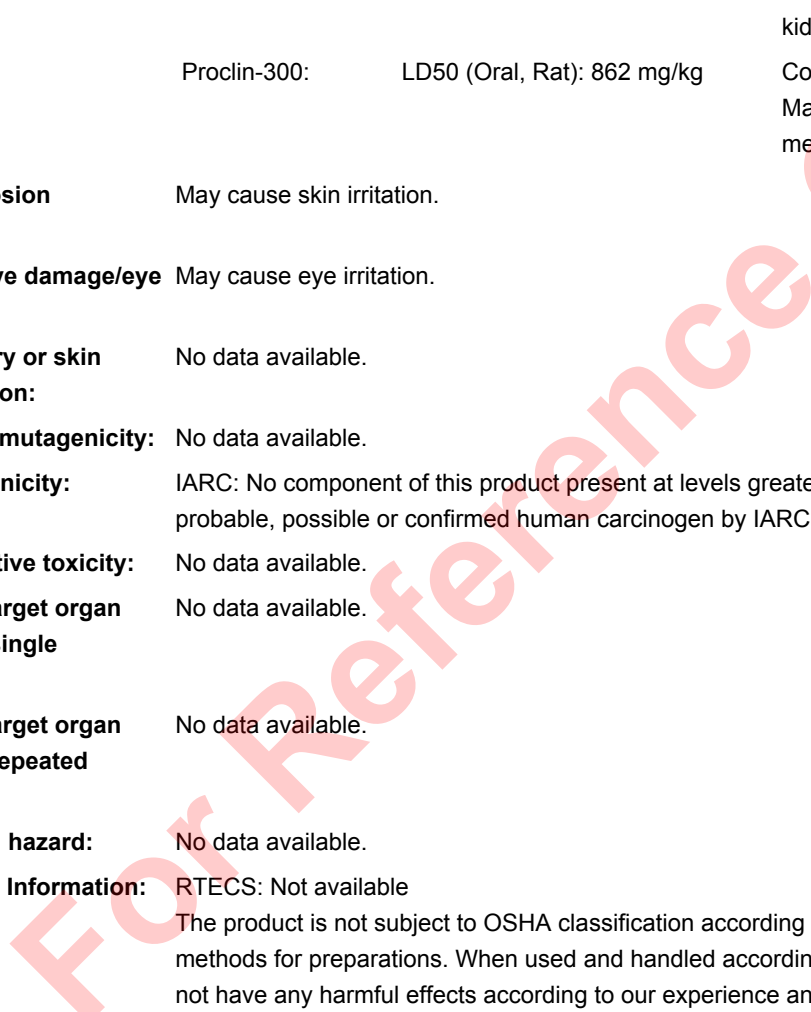 kid
Proclin-300: LD50 (Oral, Rat): 862 mg/kg Co
Ma
me
sion May cause skin irritation.
e damage/eye May cause eye irritation.
ry or skin No data available.
on:
mutagenicity: No data available.
nicity: IARC: No component of this product present at levels greate
probable, possible or confirmed human carcinogen by IARC
tive toxicity: No data available.
arget organ No data available.
single
arget organ No data available.
epeated
hazard: No data available.
Information: RTECS: Not available
The product is not subject to OSHA classification according
methods for preparations. When used and handled accordin
not have any harmful effects according to our experience an
For Reference